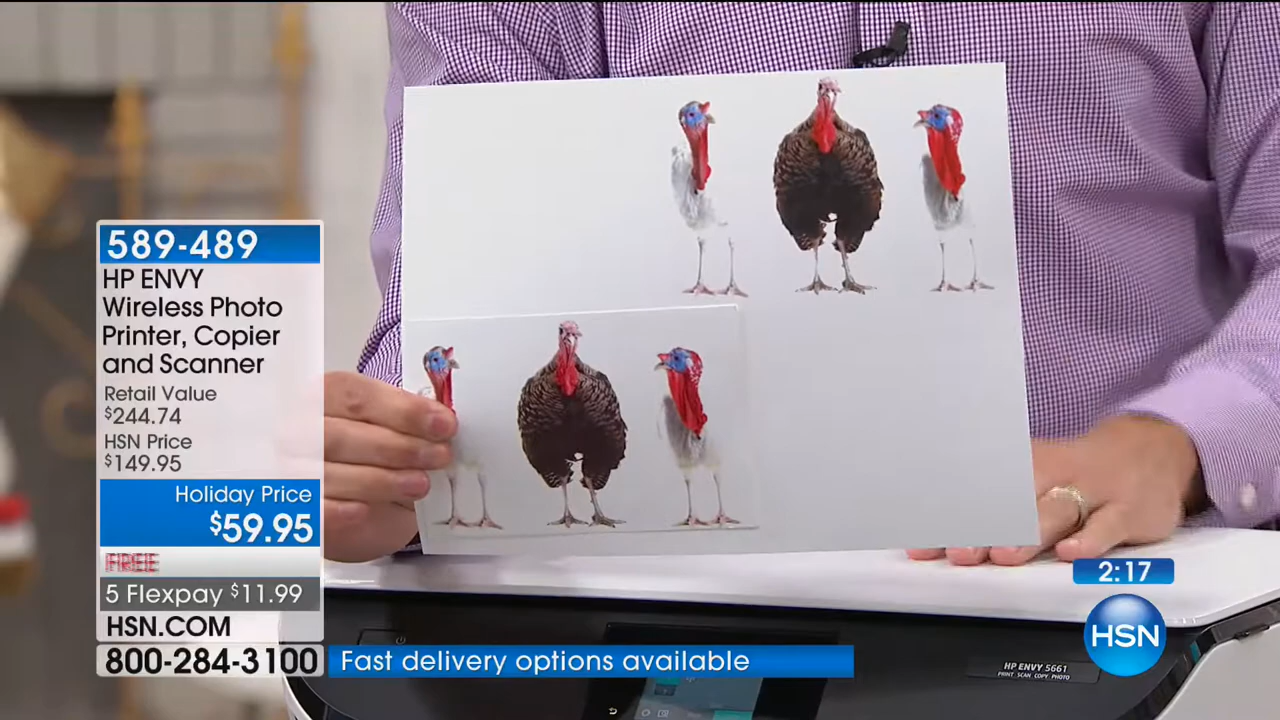 589-489
HP ENVY
Wireless Photo
Printer, Copier
and Scanner
Retail Value
$244.74
HSN Price
$149.95
Holiday Price
$59.95
FREE
5 Flexpay $11.99
HSN.COM
800-284-3100
Fast delivery options available
2:17
HSN
HP ENVY 5661
PRINT SCAN COPY PHOTO